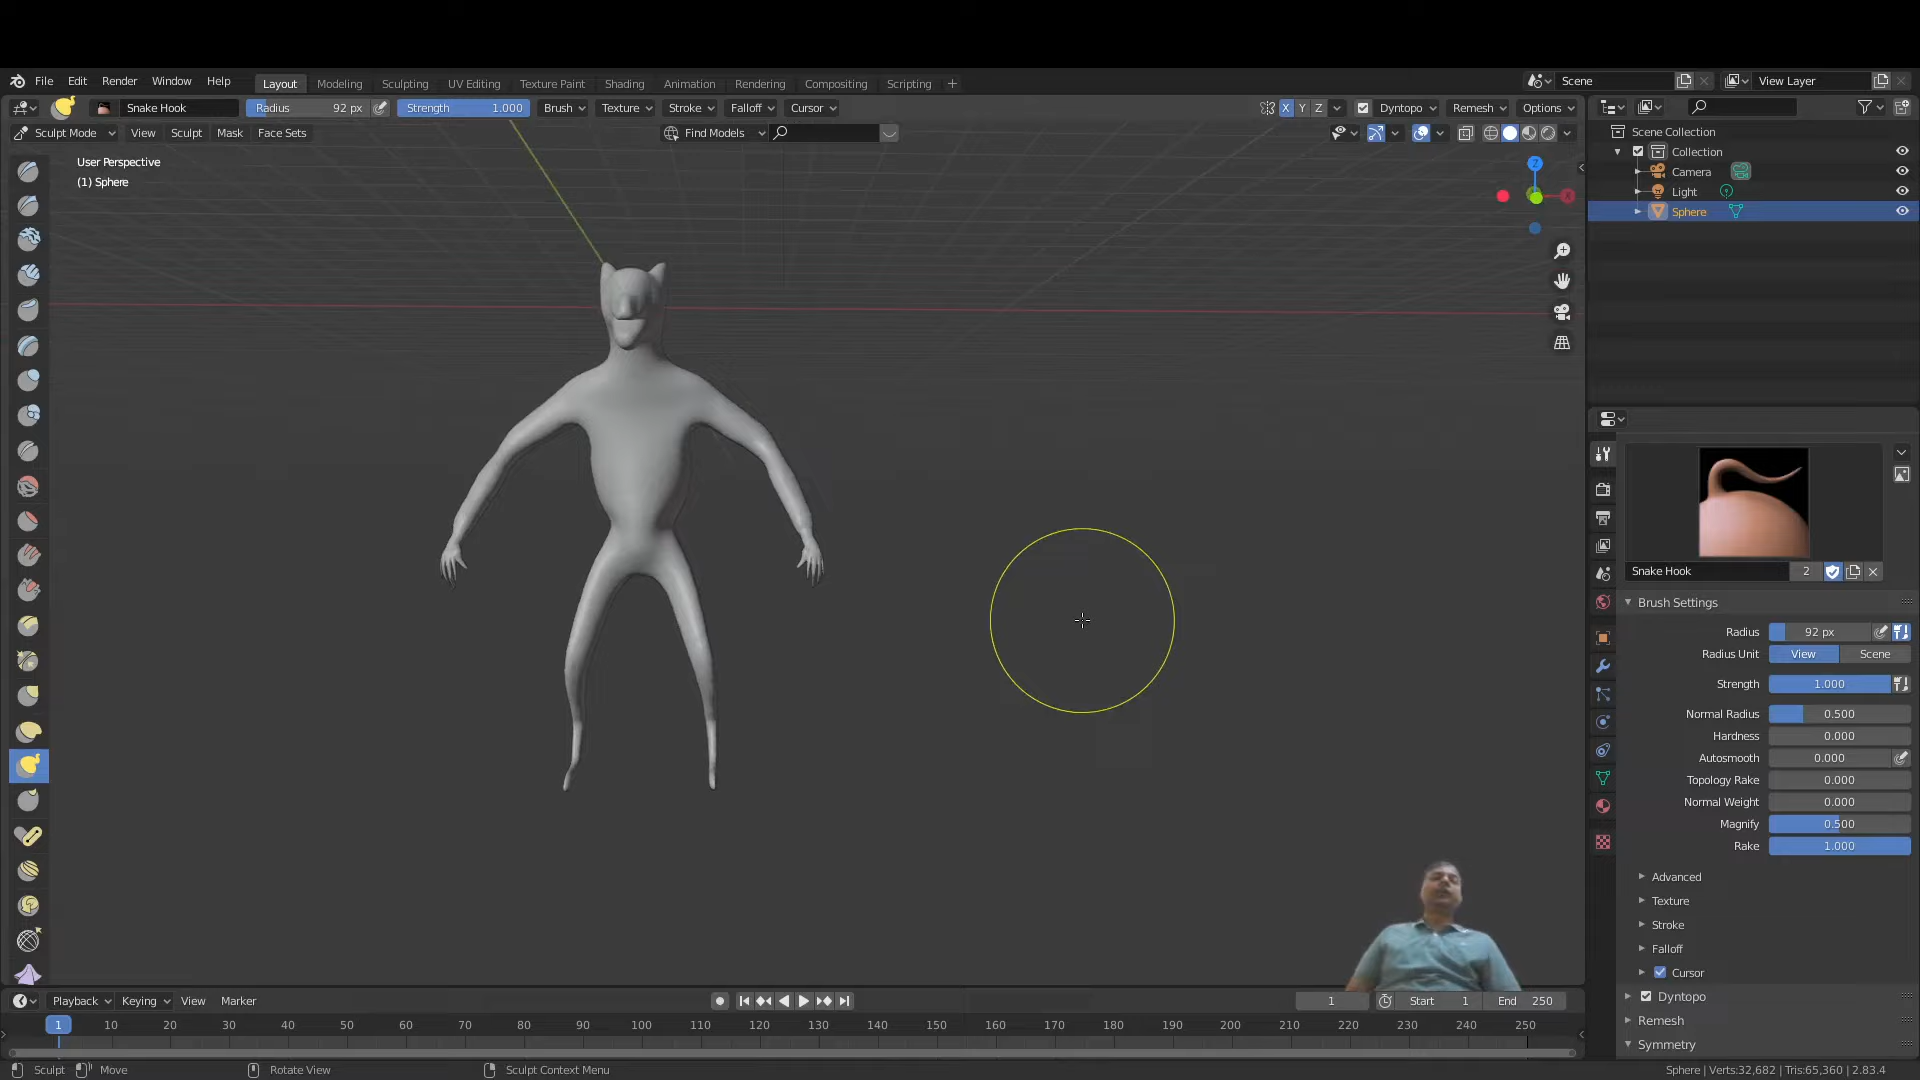 File Edit Render Window Help Layout Modeling Sculpting UV Editing Texture Paint Shading Animation Rendering Compositing Scripting + Scene View Layer
Snake Hook Radius 92 px Strength 1.000 Brush Texture Stroke Falloff Cursor X Y Z Dyntopo Remesh Options
Sculpt Mode View Sculpt Mask Face Sets Find Models
User Perspective
(1) Sphere
Z
Scene Collection
Collection
Camera
Light
Sphere
Snake Hook 2
Brush Settings
Radius 92 px
Radius Unit View Scene
Strength 1.000
Normal Radius 0.500
Hardness 0.000
Autosmooth 0.000
Topology Rake 0.000
Normal Weight 0.000
Magnify 0.500
Rake 1.000
Advanced
Texture
Stroke
Falloff
Cursor
Dyntopo
Remesh
Symmetry
Playback Keying View Marker 1 Start 1 End 250
1 10 20 30 40 50 60 70 80 90 100 110 120 130 140 150 160 170 180 190 200 210 220 230 240 250
Sculpt Move Rotate View Sculpt Context Menu Sphere | Verts:32,682 | Tris:65,360 | 2.83.4